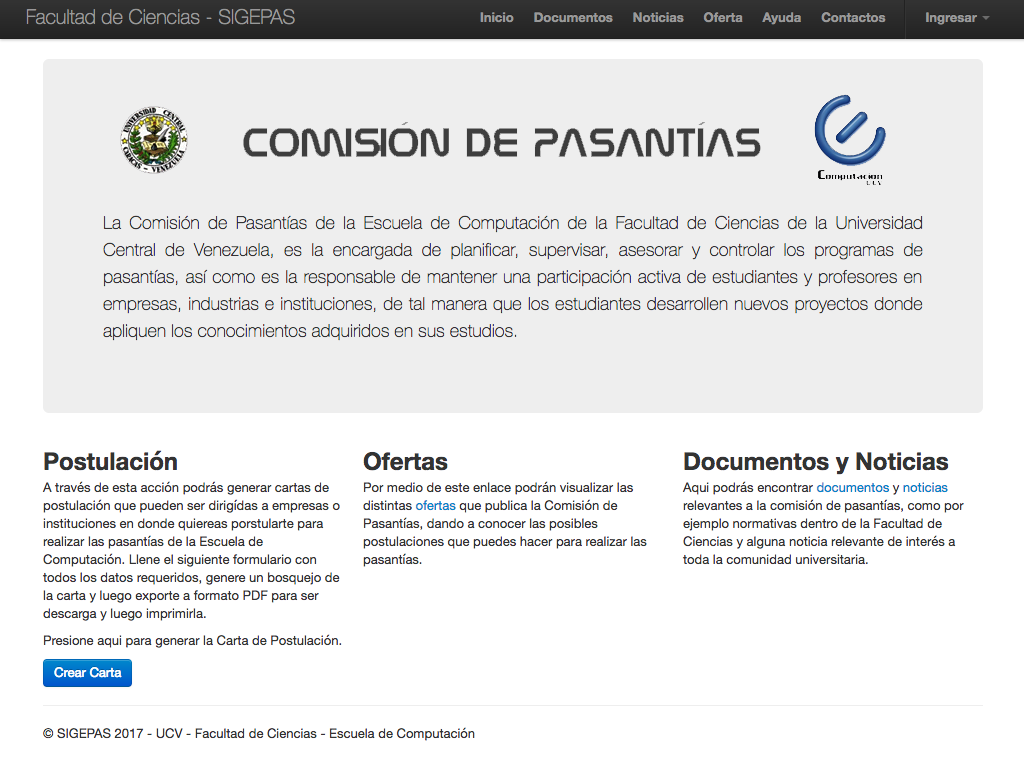 Facultad de Ciencias - SIGEPAS
Inicio Documentos Noticias Oferta Ayuda Contactos Ingresar
UNIVERSIDAD CENTRAL
CARACAS - VENEZUELA
COMISIÓN DE PASANTÍAS
Computación
U.C.V
La Comisión de Pasantías de la Escuela de Computación de la Facultad de Ciencias de la Universidad
Central de Venezuela, es la encargada de planificar, supervisar, asesorar y controlar los programas de
pasantías, así como es la responsable de mantener una participación activa de estudiantes y profesores en
empresas, industrias e instituciones, de tal manera que los estudiantes desarrollen nuevos proyectos donde
apliquen los conocimientos adquiridos en sus estudios.
Postulación
A través de esta acción podrás generar cartas de
postulación que pueden ser dirigídas a empresas o
instituciones en donde quiereas porstularte para
realizar las pasantías de la Escuela de
Computación. Llene el siguiente formulario con
todos los datos requeridos, genere un bosquejo de
la carta y luego exporte a formato PDF para ser
descarga y luego imprimirla.
Presione aqui para generar la Carta de Postulación.
Crear Carta
Ofertas
Por medio de este enlace podrán visualizar las
distintas ofertas que publica la Comisión de
Pasantías, dando a conocer las posibles
postulaciones que puedes hacer para realizar las
pasantías.
Documentos y Noticias
Aqui podrás encontrar documentos y noticias
relevantes a la comisión de pasantías, como por
ejemplo normativas dentro de la Facultad de
Ciencias y alguna noticia relevante de interés a
toda la comunidad universitaria.
© SIGEPAS 2017 - UCV - Facultad de Ciencias - Escuela de Computación